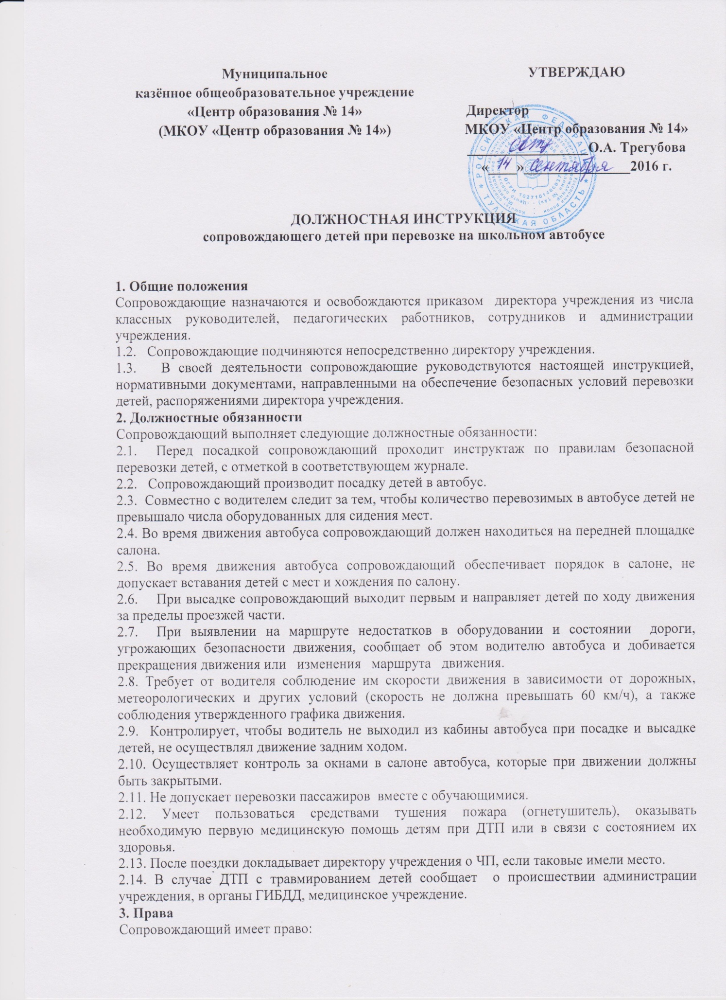 Муниципальное
казённое общеобразовательное учреждение
«Центр образования № 14»
(МКОУ «Центр образования № 14»)
УТВЕРЖДАЮ
Директор
МКОУ «Центр образования № 14»
О.А. Трегубова
«14» сентября 2016 г.
РОССИЙСКАЯ ФЕДЕРАЦИЯ
ТУЛЬСКАЯ ОБЛАСТЬ
ДОЛЖНОСТНАЯ ИНСТРУКЦИЯ
сопровождающего детей при перевозке на школьном автобусе
1. Общие положения
Сопровождающие назначаются и освобождаются приказом директора учреждения из числа
классных руководителей, педагогических работников, сотрудников и администрации
учреждения.
1.2. Сопровождающие подчиняются непосредственно директору учреждения.
1.3. В своей деятельности сопровождающие руководствуются настоящей инструкцией,
нормативными документами, направленными на обеспечение безопасных условий перевозки
детей, распоряжениями директора учреждения.
2. Должностные обязанности
Сопровождающий выполняет следующие должностные обязанности:
2.1. Перед посадкой сопровождающий проходит инструктаж по правилам безопасной
перевозки детей, с отметкой в соответствующем журнале.
2.2. Сопровождающий производит посадку детей в автобус.
2.3. Совместно с водителем следит за тем, чтобы количество перевозимых в автобусе детей не
превышало числа оборудованных для сидения мест.
2.4. Во время движения автобуса сопровождающий должен находиться на передней площадке
салона.
2.5. Во время движения автобуса сопровождающий обеспечивает порядок в салоне, не
допускает вставания детей с мест и хождения по салону.
2.6. При высадке сопровождающий выходит первым и направляет детей по ходу движения
за пределы проезжей части.
2.7. При выявлении на маршруте недостатков в оборудовании и состоянии дороги,
угрожающих безопасности движения, сообщает об этом водителю автобуса и добивается
прекращения движения или изменения маршрута движения.
2.8. Требует от водителя соблюдение им скорости движения в зависимости от дорожных,
метеорологических и других условий (скорость не должна превышать 60 км/ч), а также
соблюдения утвержденного графика движения.
2.9. Контролирует, чтобы водитель не выходил из кабины автобуса при посадке и высадке
детей, не осуществлял движение задним ходом.
2.10. Осуществляет контроль за окнами в салоне автобуса, которые при движении должны
быть закрытыми.
2.11. Не допускает перевозки пассажиров вместе с обучающимися.
2.12. Умеет пользоваться средствами тушения пожара (огнетушитель), оказывать
необходимую первую медицинскую помощь детям при ДТП или в связи с состоянием их
здоровья.
2.13. После поездки докладывает директору учреждения о ЧП, если таковые имели место.
2.14. В случае ДТП с травмированием детей сообщает о происшествии администрации
учреждения, в органы ГИБДД, медицинское учреждение.
3. Права
Сопровождающий имеет право: